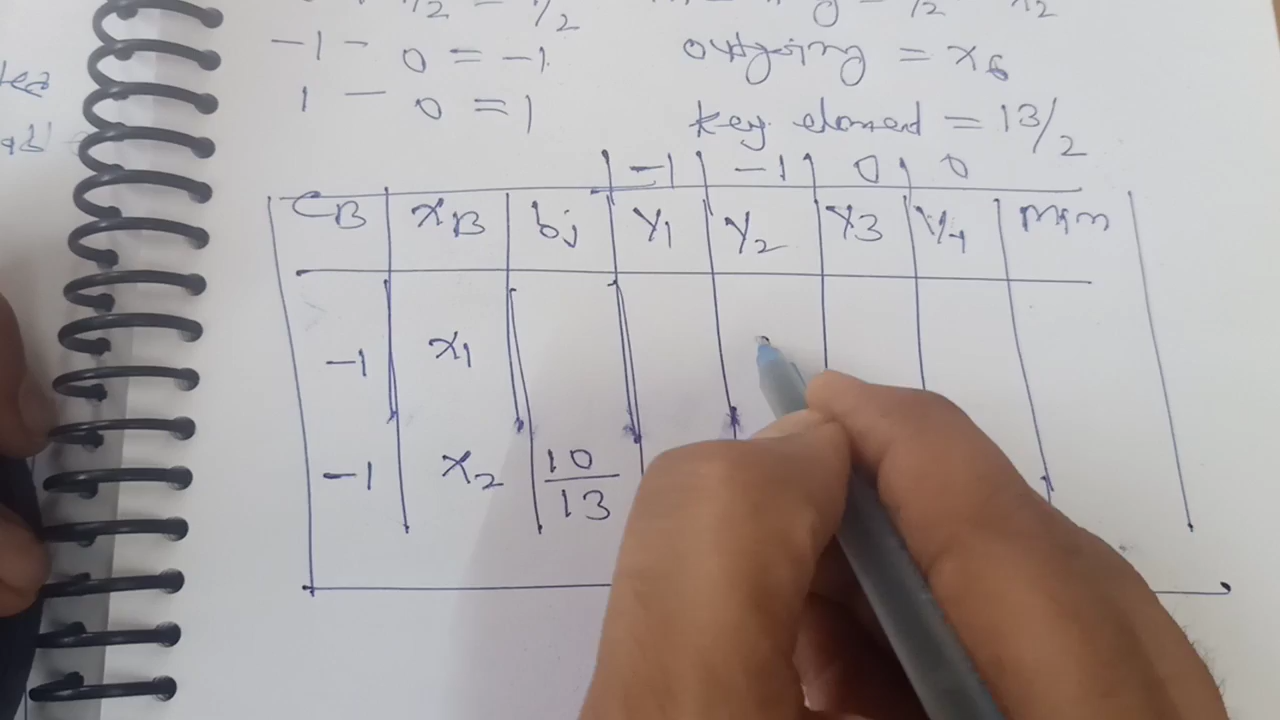 -1 - 0 = -1
outgoing = x6
1 - 0 = 1
key element = 13/2
-1 -1 0 0
CB XB bj Y1 Y2 Y3 Y4 Min
-1 x1
-1 x2 10/13